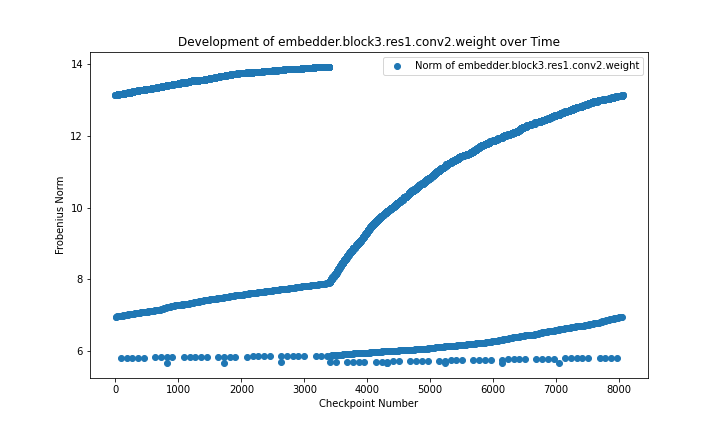 Development of embedder.block3.res1.conv2.weight over Time
Norm of embedder.block3.res1.conv2.weight
14
12
10
8
6
Frobenius Norm
0 1000 2000 3000 4000 5000 6000 7000 8000
Checkpoint Number